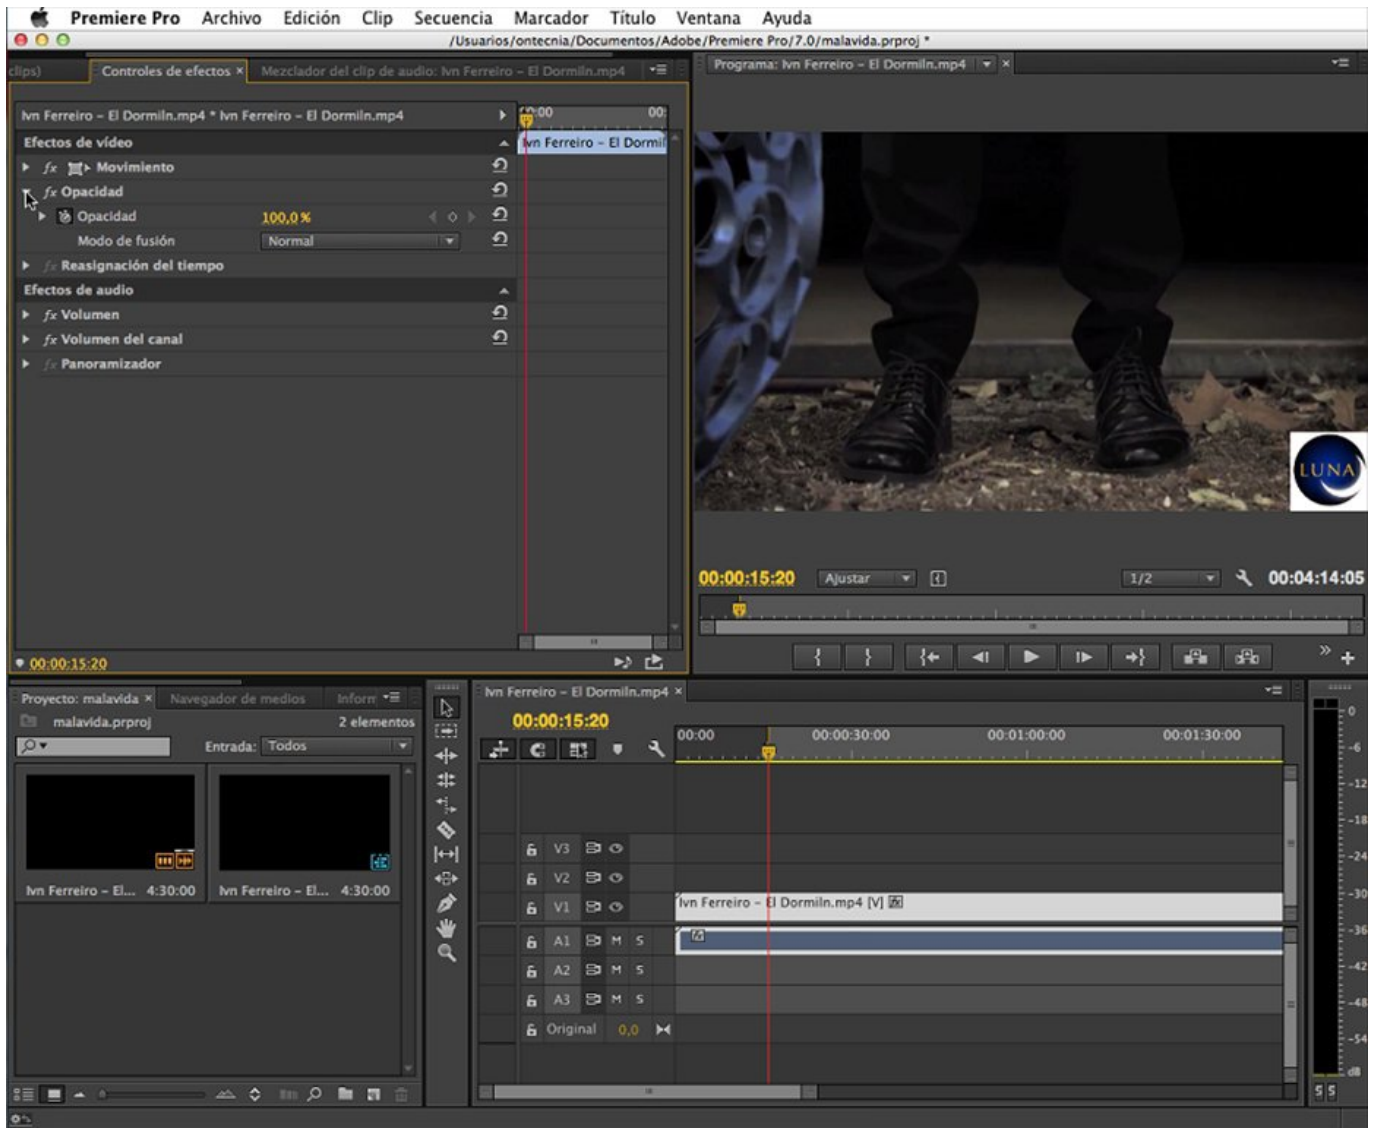 Premiere Pro Archivo Edición Clip Secuencia Marcador Título Ventana Ayuda
/Usuarios/ontecnia/Documentos/Adobe/Premiere Pro/7.0/malavida.prproj *
clips) Controles de efectos × Mezclador del clip de audio: Ivn Ferreiro – El Dormiln.mp4
Programa: Ivn Ferreiro – El Dormiln.mp4 ×
Ivn Ferreiro – El Dormiln.mp4 * Ivn Ferreiro – El Dormiln.mp4
00:00 00:
Efectos de vídeo
Ivn Ferreiro – El Dormil
fx Movimiento
fx Opacidad
Opacidad 100,0 %
Modo de fusión Normal
fx Reasignación del tiempo
Efectos de audio
fx Volumen
fx Volumen del canal
fx Panoramizador
LUNA
00:00:15:20 Ajustar 1/2 00:04:14:05
00:00:15:20
Proyecto: malavida × Navegador de medios Inform
malavida.prproj 2 elementos
Entrada: Todos
Ivn Ferreiro – El... 4:30:00
Ivn Ferreiro – El... 4:30:00
Ivn Ferreiro – El Dormiln.mp4 ×
00:00:15:20
00:00 00:00:30:00 00:01:00:00 00:01:30:00
V3
V2
V1 Ivn Ferreiro – El Dormiln.mp4 [V] fx
A1 M S fx
A2 M S
A3 M S
Original 0,0
0
-6
-12
-18
-24
-30
-36
-42
-48
-54
dB
S S